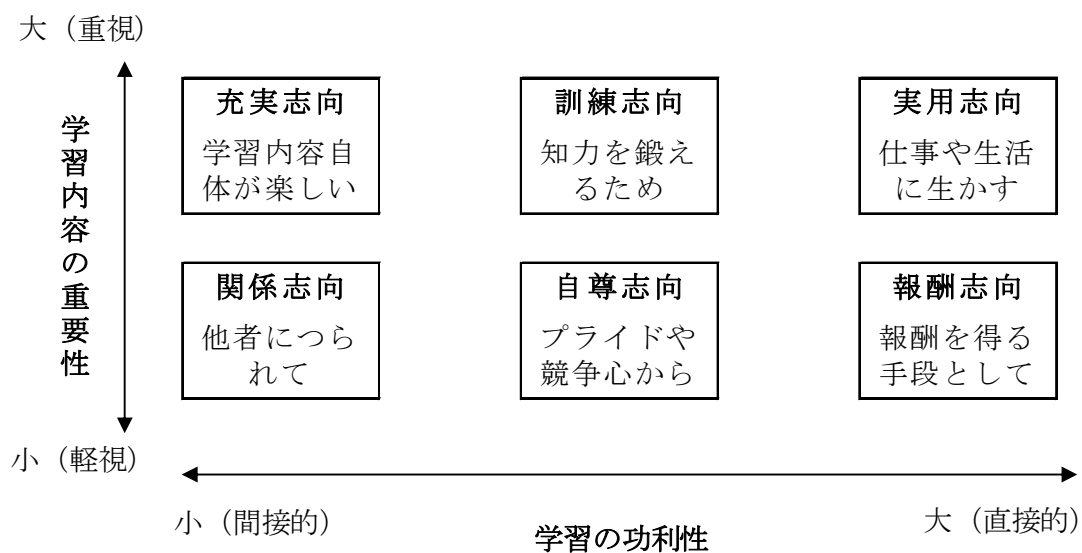 大（重視）
学習内容の重要性
充実志向
学習内容自
体が楽しい
訓練志向
知力を鍛え
るため
実用志向
仕事や生活
に生かす
関係志向
他者につら
れて
自尊志向
プライドや
競争心から
報酬志向
報酬を得る
手段として
小（軽視）
小（間接的）
学習の功利性
大（直接的）